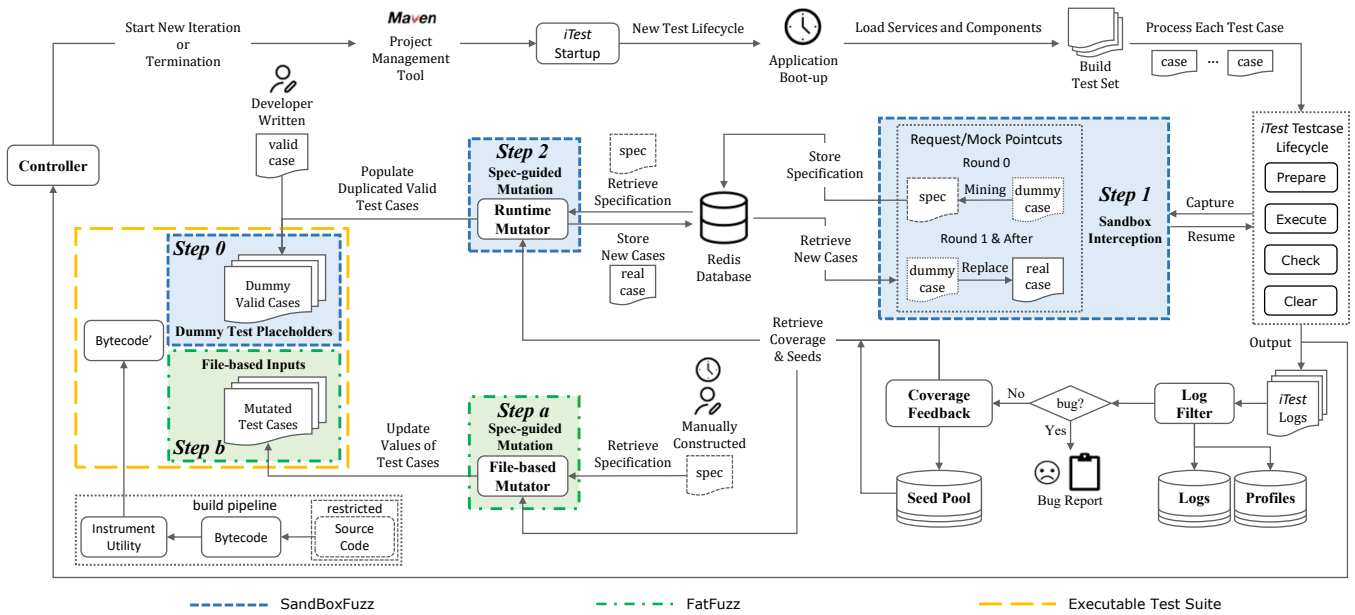 Start New Iteration
or
Termination
Maven
Project
Management
Tool
iTest
Startup
New Test Lifecycle
Application
Boot-up
Load Services and Components
Build
Test Set
Process Each Test Case
case
...
case
Developer
Written
valid
case
Controller
Populate
Duplicated Valid
Test Cases
Step 2
Spec-guided
Mutation
Runtime
Mutator
spec
Retrieve
Specification
Store
New Cases
real
case
Redis
Database
Store
Specification
Retrieve
New Cases
Request/Mock Pointcuts
Round 0
spec
Mining
dummy
case
Round 1 & After
dummy
case
Replace
real
case
Step 1
Sandbox
Interception
Capture
Resume
iTest Testcase
Lifecycle
Prepare
Execute
Check
Clear
Step 0
Dummy
Valid Cases
Dummy Test Placeholders
Bytecode'
File-based Inputs
Mutated
Test Cases
Step b
Update
Values of
Test Cases
Step a
Spec-guided
Mutation
File-based
Mutator
Retrieve
Specification
Manually
Constructed
spec
Retrieve
Coverage
& Seeds
Coverage
Feedback
Seed Pool
No
bug?
Yes
Bug Report
Log
Filter
Logs
Profiles
iTest
Logs
Output
build pipeline
Instrument
Utility
Bytecode
restricted
Source
Code
SandBoxFuzz
FatFuzz
Executable Test Suite